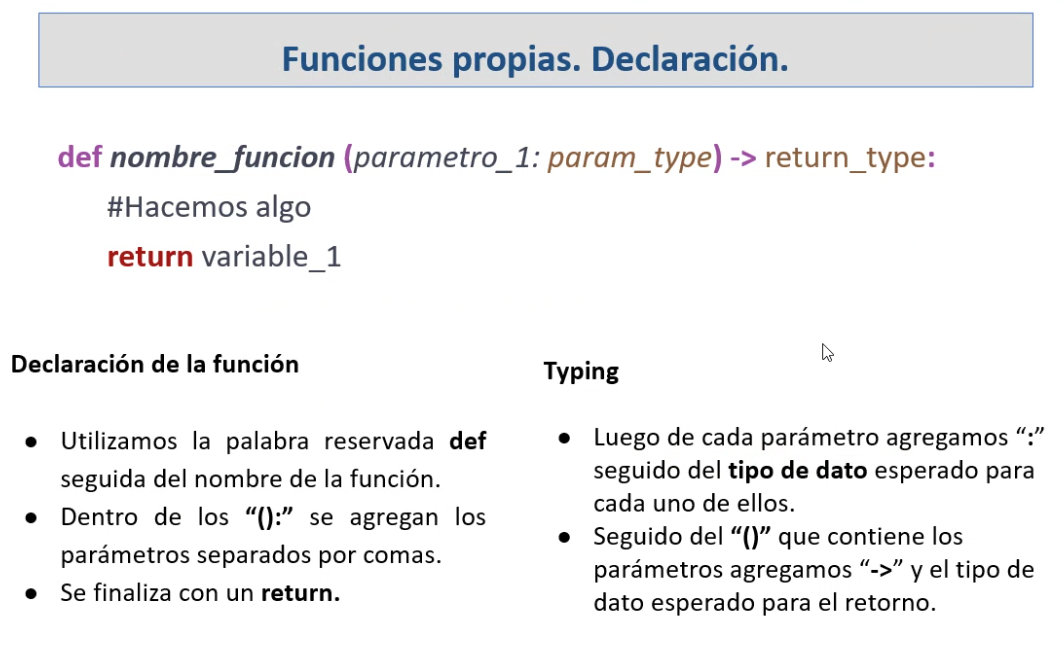 Funciones propias. Declaración.
def nombre_funcion (parametro_1: param_type) -> return_type:
#Hacemos algo
return variable_1
Declaración de la función
● Utilizamos la palabra reservada def
seguida del nombre de la función.
● Dentro de los “():” se agregan los
parámetros separados por comas.
● Se finaliza con un return.
Typing
● Luego de cada parámetro agregamos “:”
seguido del tipo de dato esperado para
cada uno de ellos.
● Seguido del “()” que contiene los
parámetros agregamos “->” y el tipo de
dato esperado para el retorno.